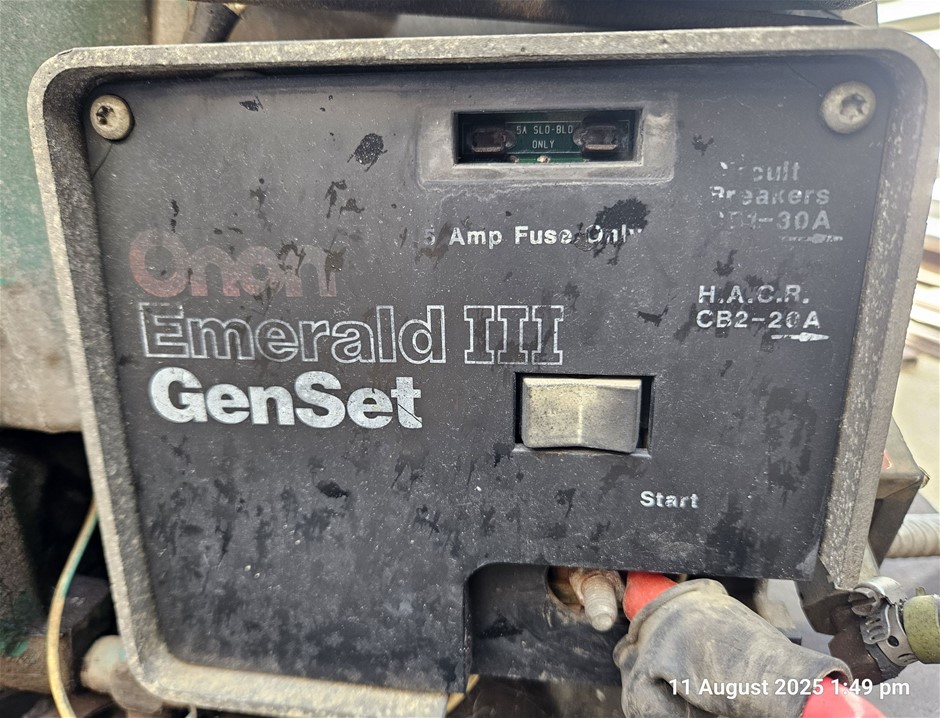 5A SLO-BLO
ONLY
5 Amp Fuse Only
Circuit
Breakers
CB1-30A
H.A.C.R.
CB2-20A
Onan
Emerald III
GenSet
Start
11 August 2025 1:49 pm